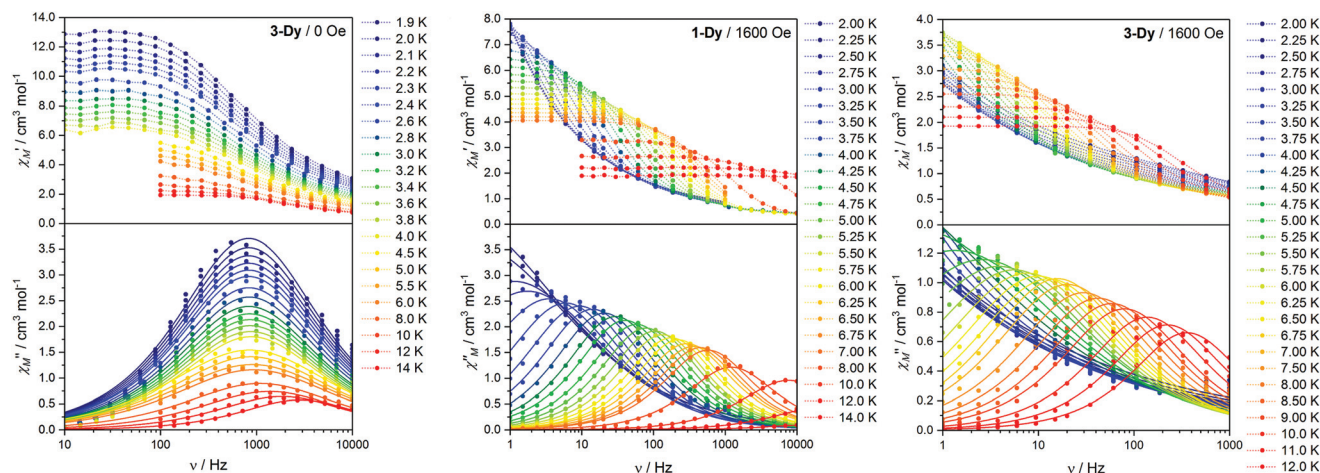 3-Dy / 0 Oe
χM' / cm³ mol⁻¹
14.0
12.0
10.0
8.0
6.0
4.0
2.0
0.0
χM'' / cm³ mol⁻¹
3.5
3.0
2.5
2.0
1.5
1.0
0.5
0.0
10
100
1000
10000
ν / Hz
1.9 K
2.0 K
2.1 K
2.2 K
2.3 K
2.4 K
2.6 K
2.8 K
3.0 K
3.2 K
3.4 K
3.6 K
3.8 K
4.0 K
4.5 K
5.0 K
5.5 K
6.0 K
8.0 K
10 K
12 K
14 K
1-Dy / 1600 Oe
χM' / cm³ mol⁻¹
8.0
7.0
6.0
5.0
4.0
3.0
2.0
1.0
0.0
χ''M / cm³ mol⁻¹
3.5
3.0
2.5
2.0
1.5
1.0
0.5
0.0
1
10
100
1000
10000
ν / Hz
2.00 K
2.25 K
2.50 K
2.75 K
3.00 K
3.25 K
3.50 K
3.75 K
4.00 K
4.25 K
4.50 K
4.75 K
5.00 K
5.25 K
5.50 K
5.75 K
6.00 K
6.25 K
6.50 K
6.75 K
7.00 K
8.00 K
10.0 K
12.0 K
14.0 K
3-Dy / 1600 Oe
χM' / cm³ mol⁻¹
4.0
3.5
3.0
2.5
2.0
1.5
1.0
0.5
0.0
χM'' / cm³ mol⁻¹
1.2
1.0
0.8
0.6
0.4
0.2
0.0
1
10
100
1000
ν / Hz
2.00 K
2.25 K
2.50 K
2.75 K
3.00 K
3.25 K
3.50 K
3.75 K
4.00 K
4.25 K
4.50 K
4.75 K
5.00 K
5.25 K
5.50 K
5.75 K
6.00 K
6.25 K
6.50 K
6.75 K
7.00 K
7.50 K
8.00 K
8.50 K
9.00 K
10.0 K
11.0 K
12.0 K